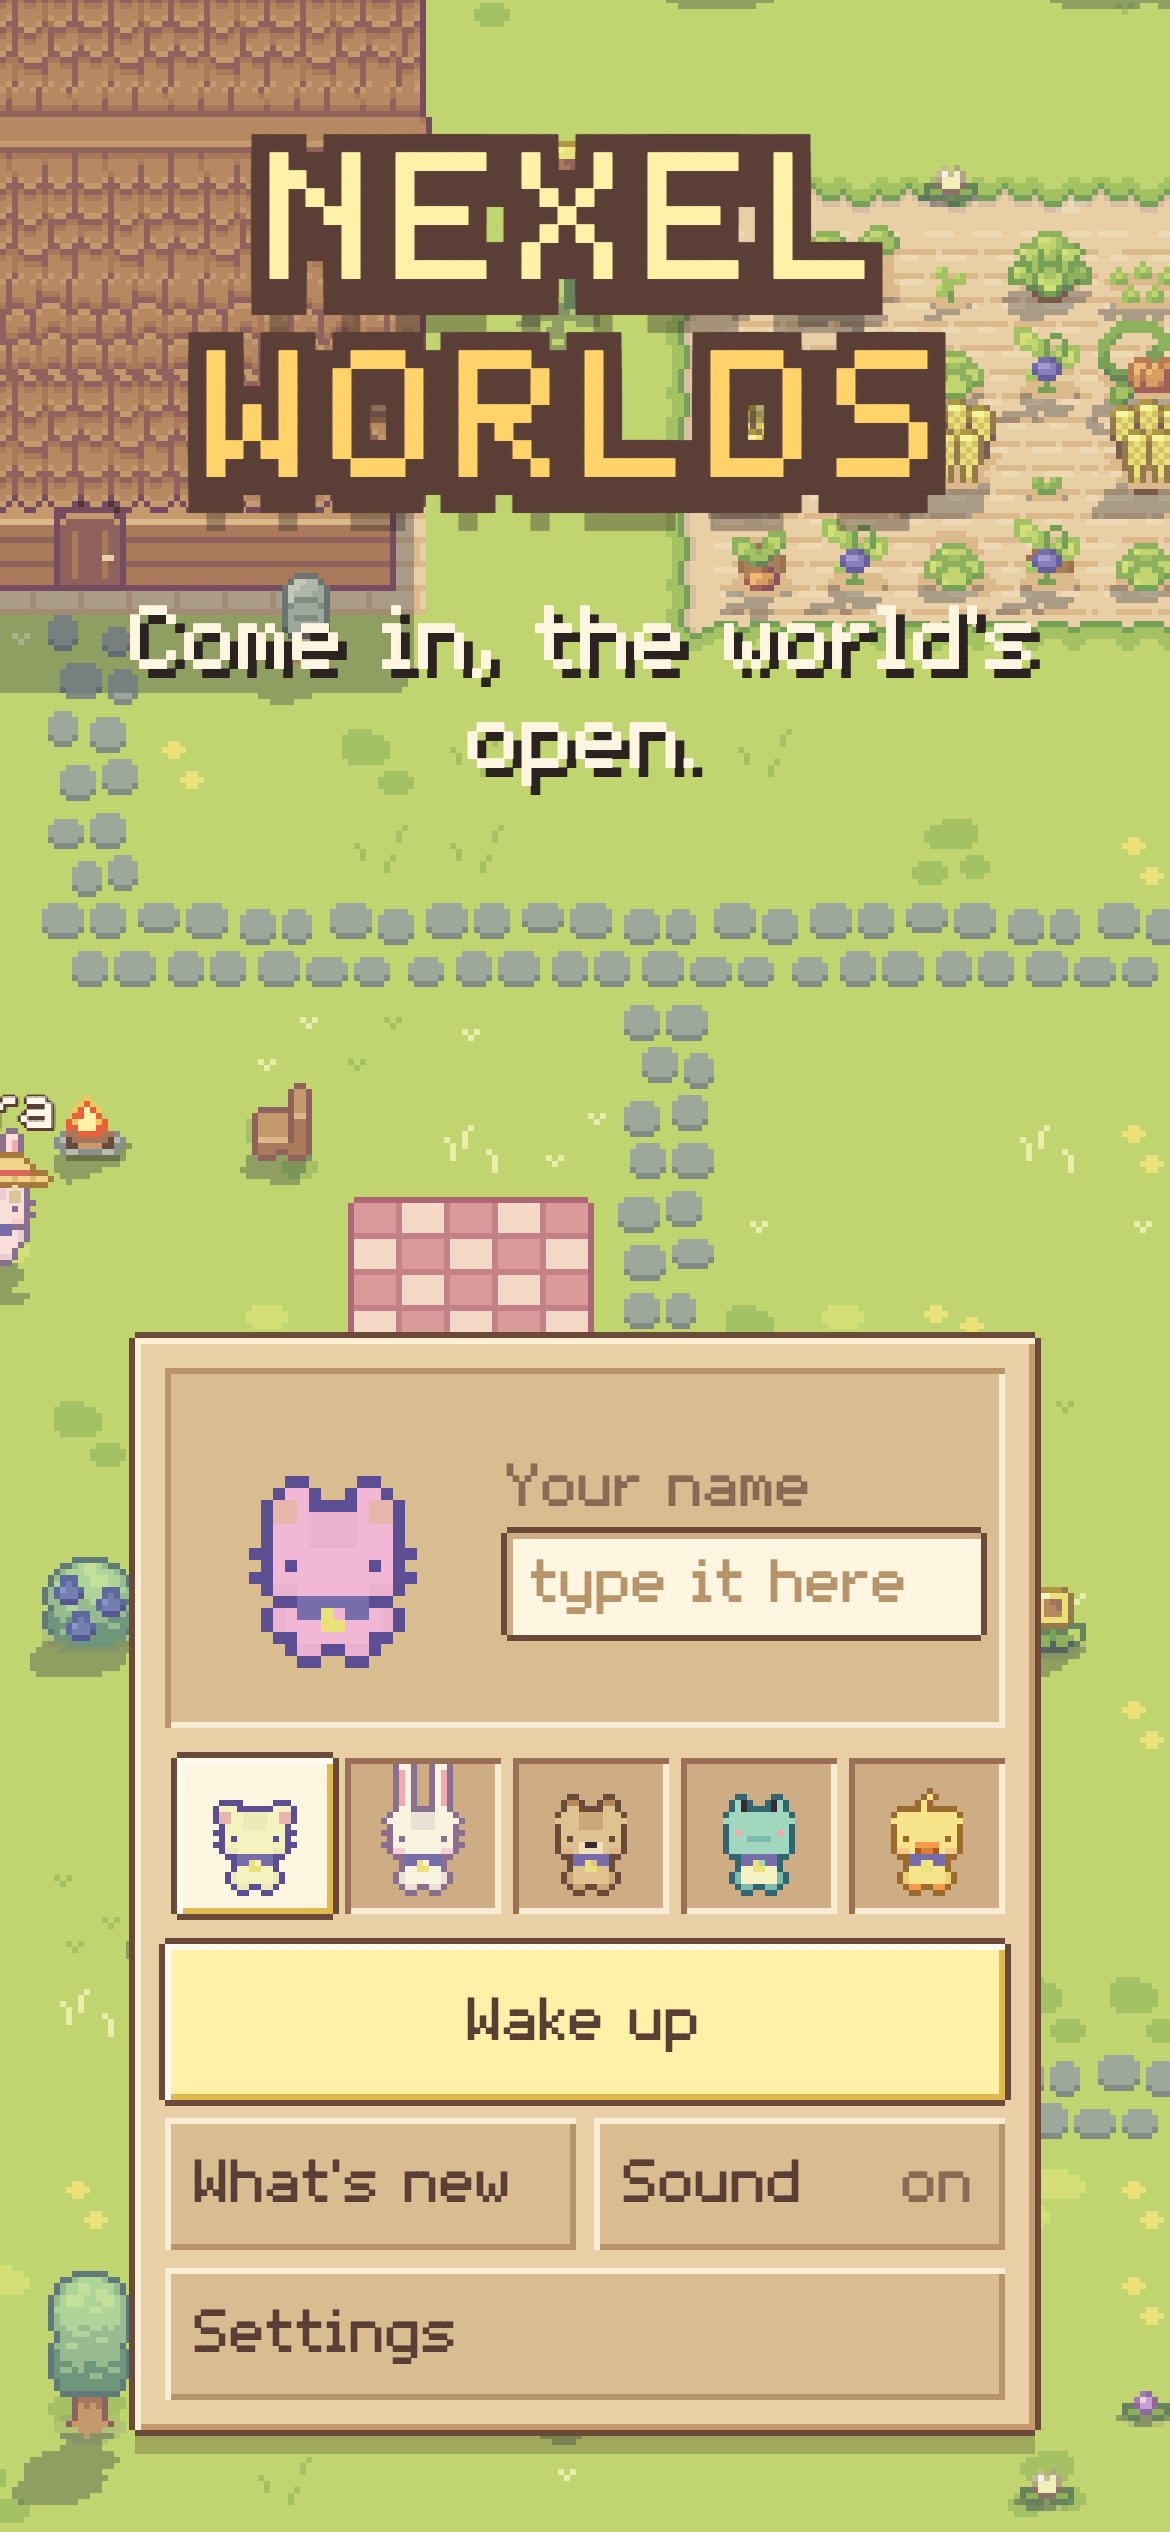 NEXEL
WORLDS
Come in, the world's
open.
Your name
type it here
Wake up
What's new
Sound on
Settings